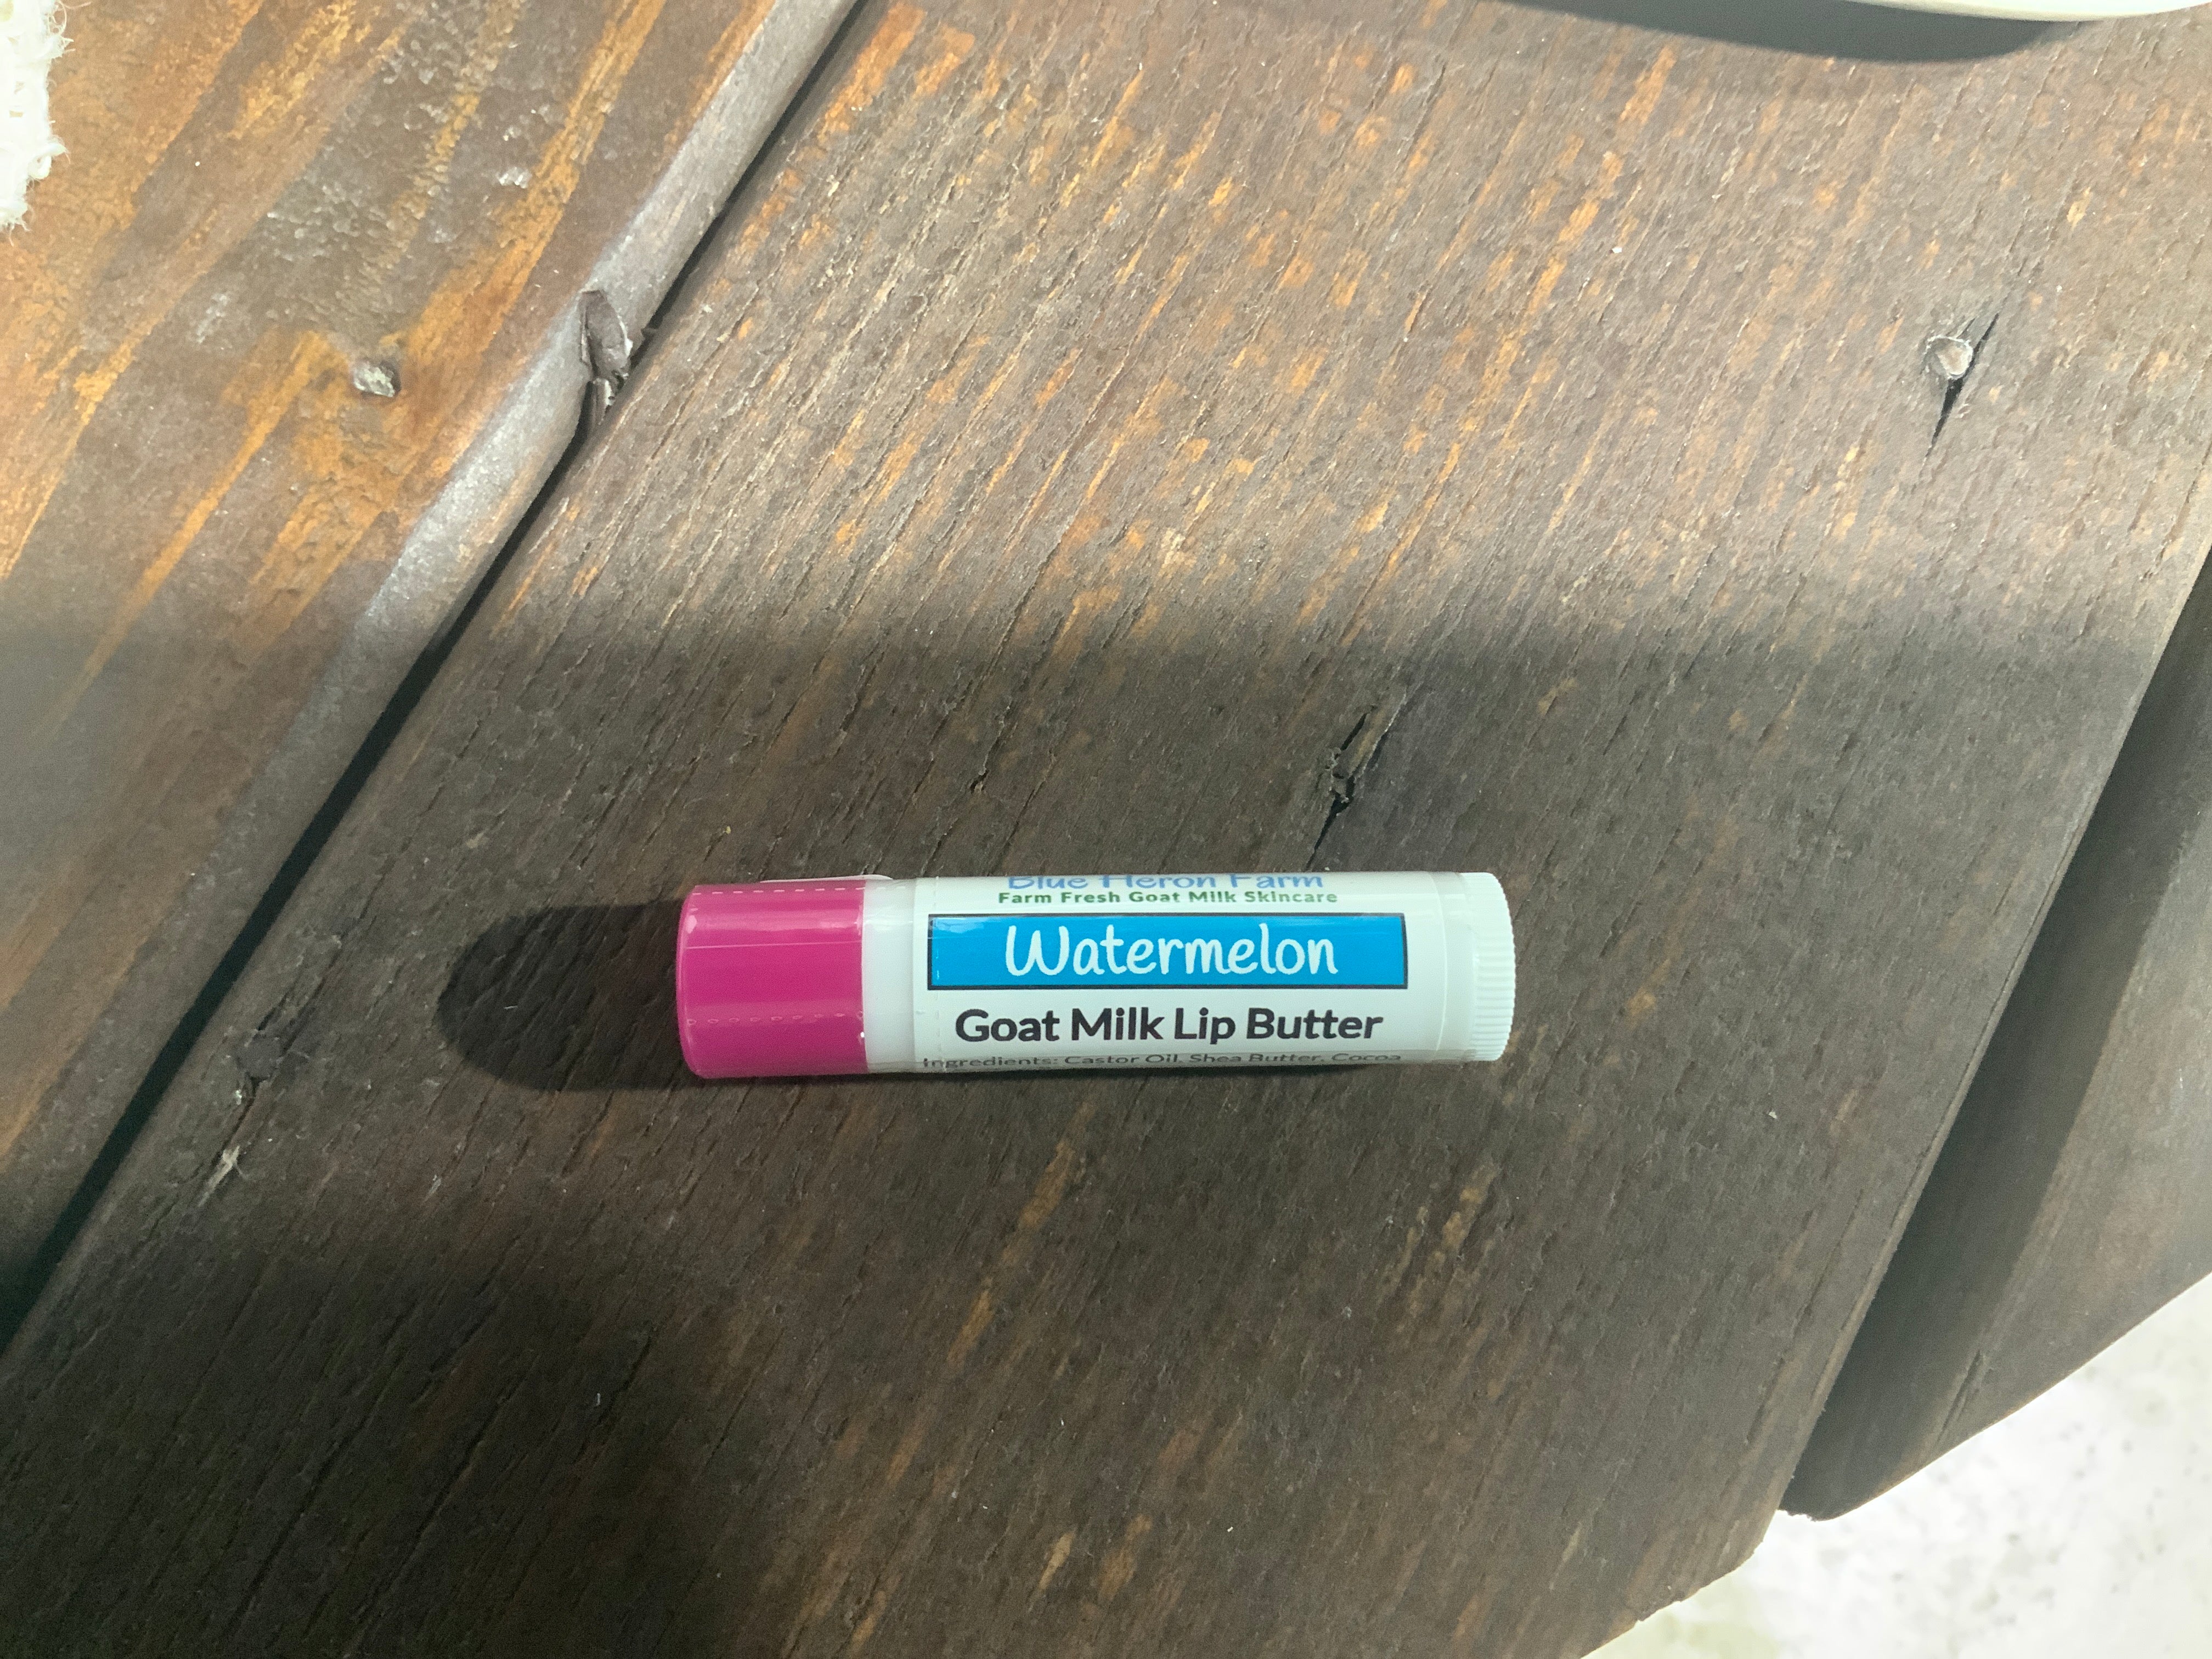 Blue Heron Farm
Farm Fresh Goat Milk Skincare
Watermelon
Goat Milk Lip Butter
Ingredients: Castor Oil, Shea Butter, Cocoa